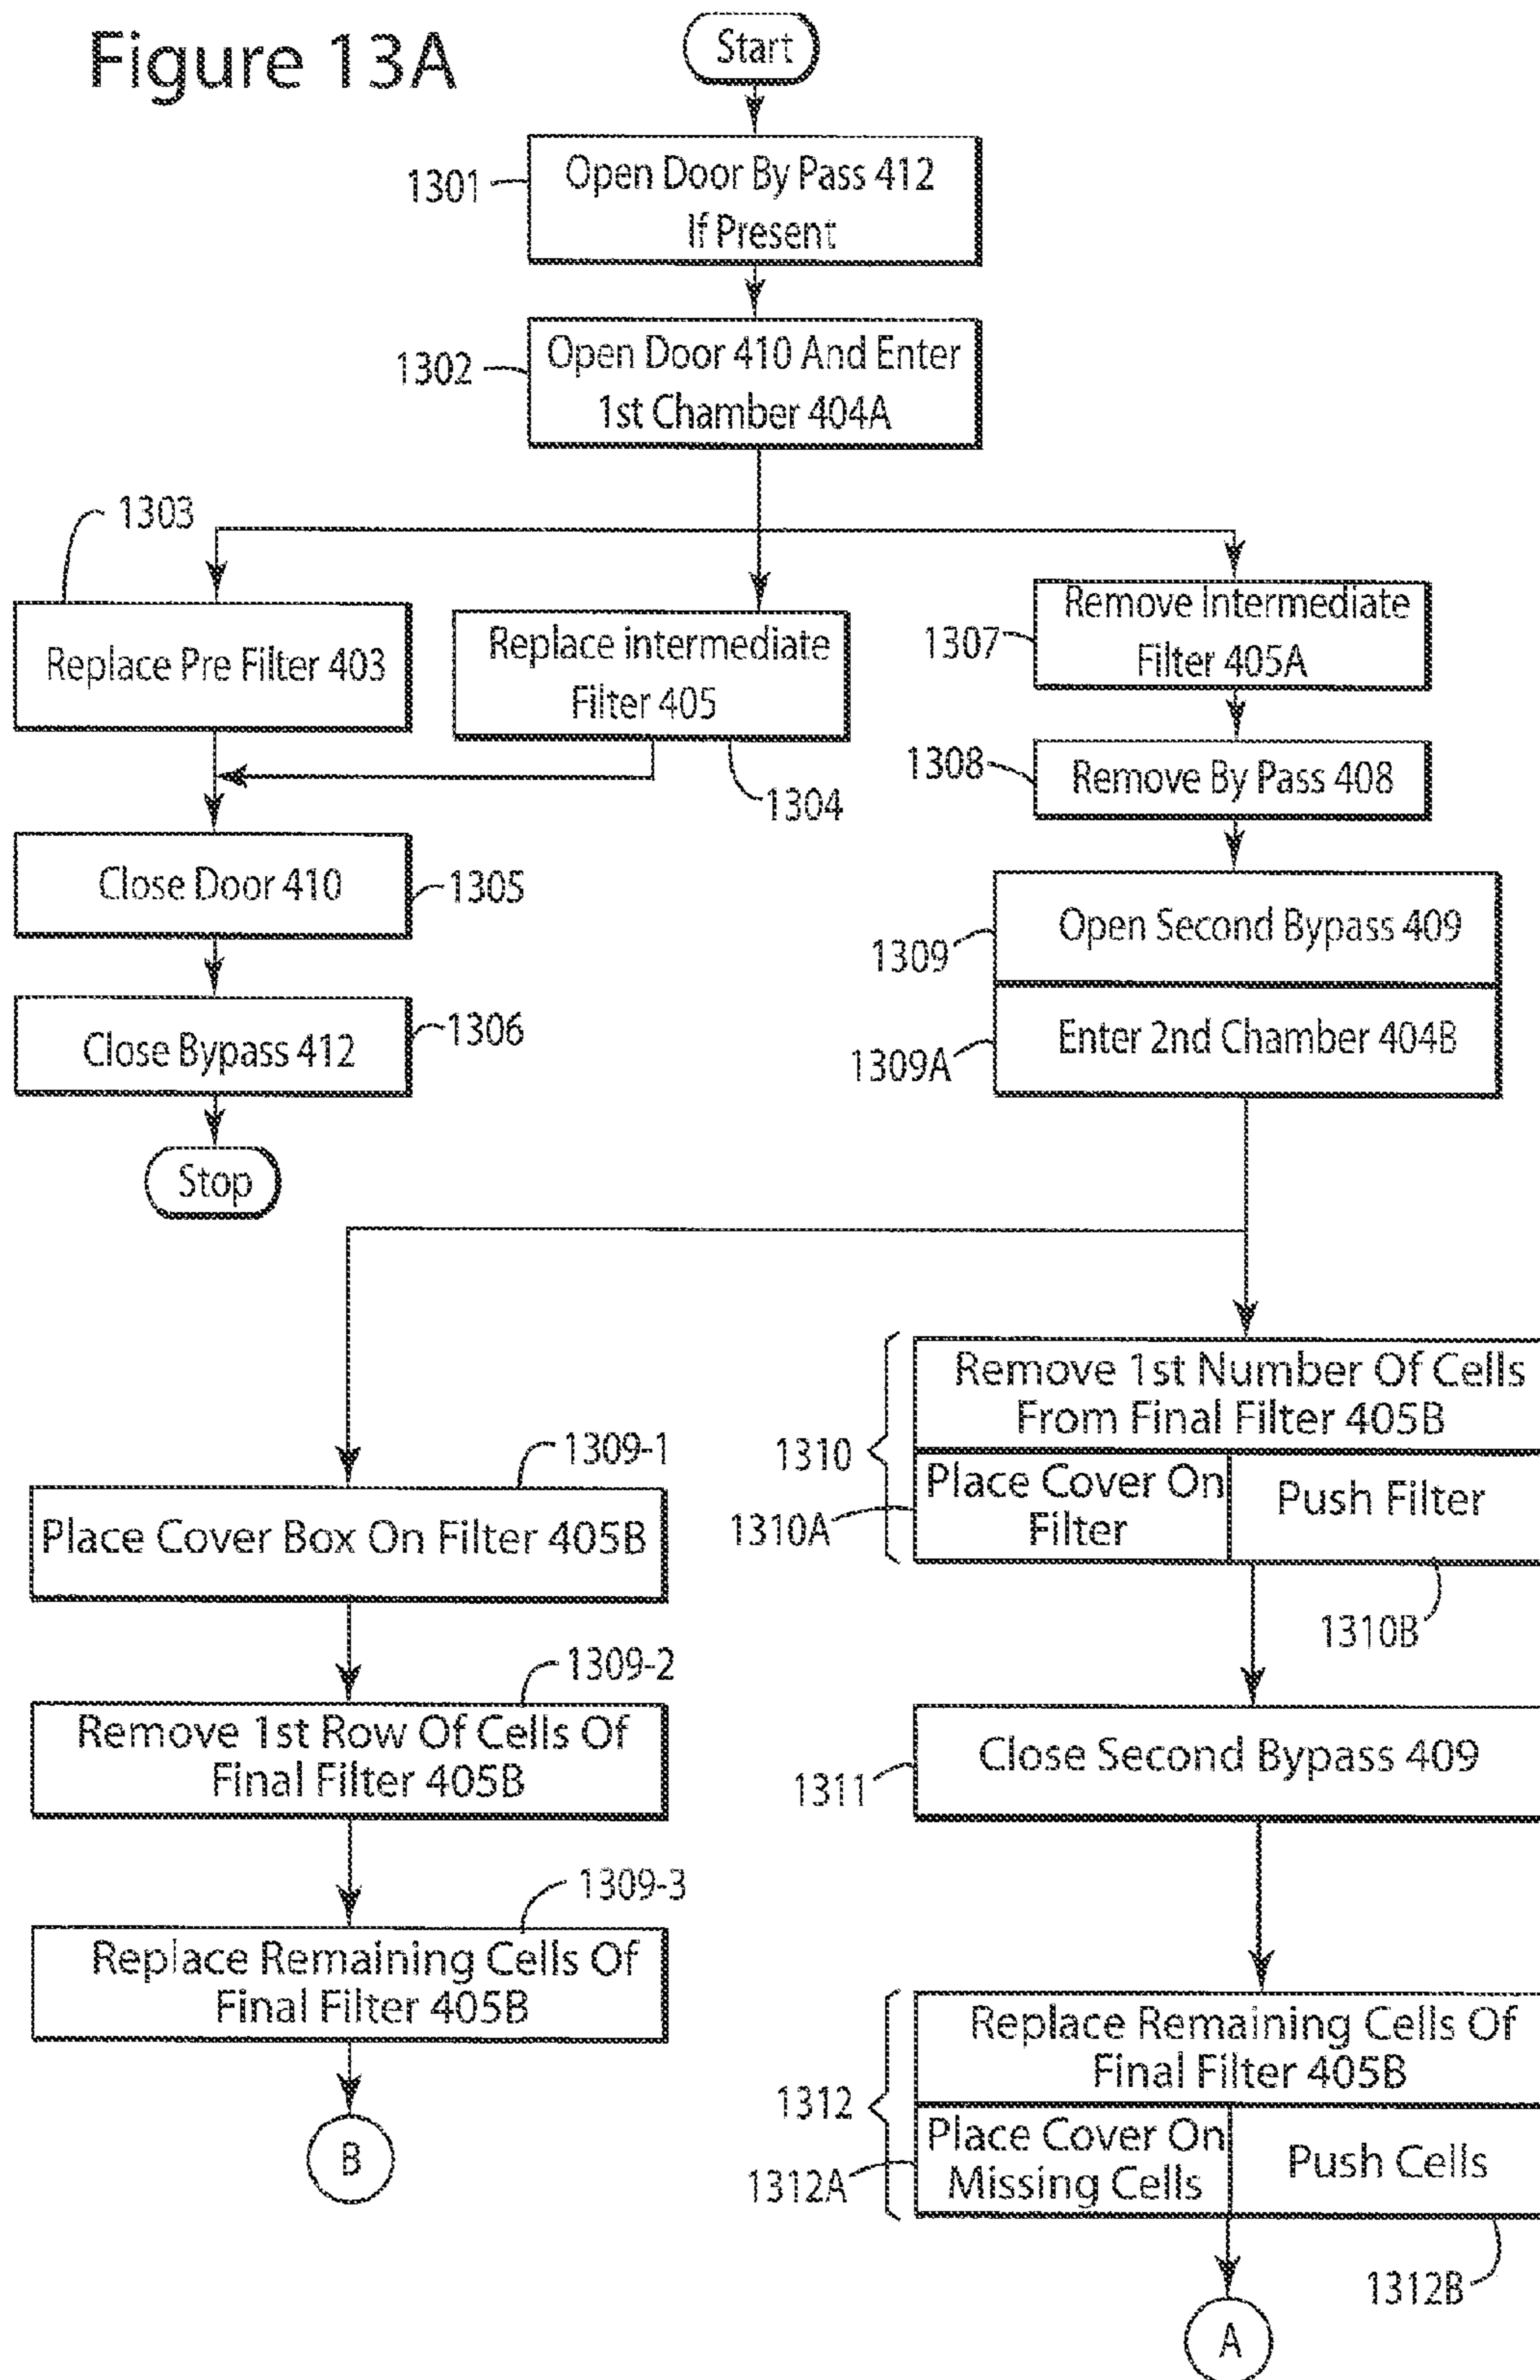 Figure 13A
Start
1301
Open Door By Pass 412
If Present
1302
Open Door 410 And Enter
1st Chamber 404A
1303
Replace Pre Filter 403
Replace intermediate
Filter 405
1304
1307
Remove Intermediate
Filter 405A
1308
Remove By Pass 408
Close Door 410
1305
1309
Open Second Bypass 409
1309A
Enter 2nd Chamber 404B
Close Bypass 412
1306
Stop
1309-1
Place Cover Box On Filter 405B
1309-2
Remove 1st Row Of Cells Of
Final Filter 405B
1309-3
Replace Remaining Cells Of
Final Filter 405B
B
1310
Remove 1st Number Of Cells
From Final Filter 405B
1310A
Place Cover On
Filter
Push Filter
1310B
1311
Close Second Bypass 409
1312
Replace Remaining Cells Of
Final Filter 405B
1312A
Place Cover On
Missing Cells
Push Cells
1312B
A